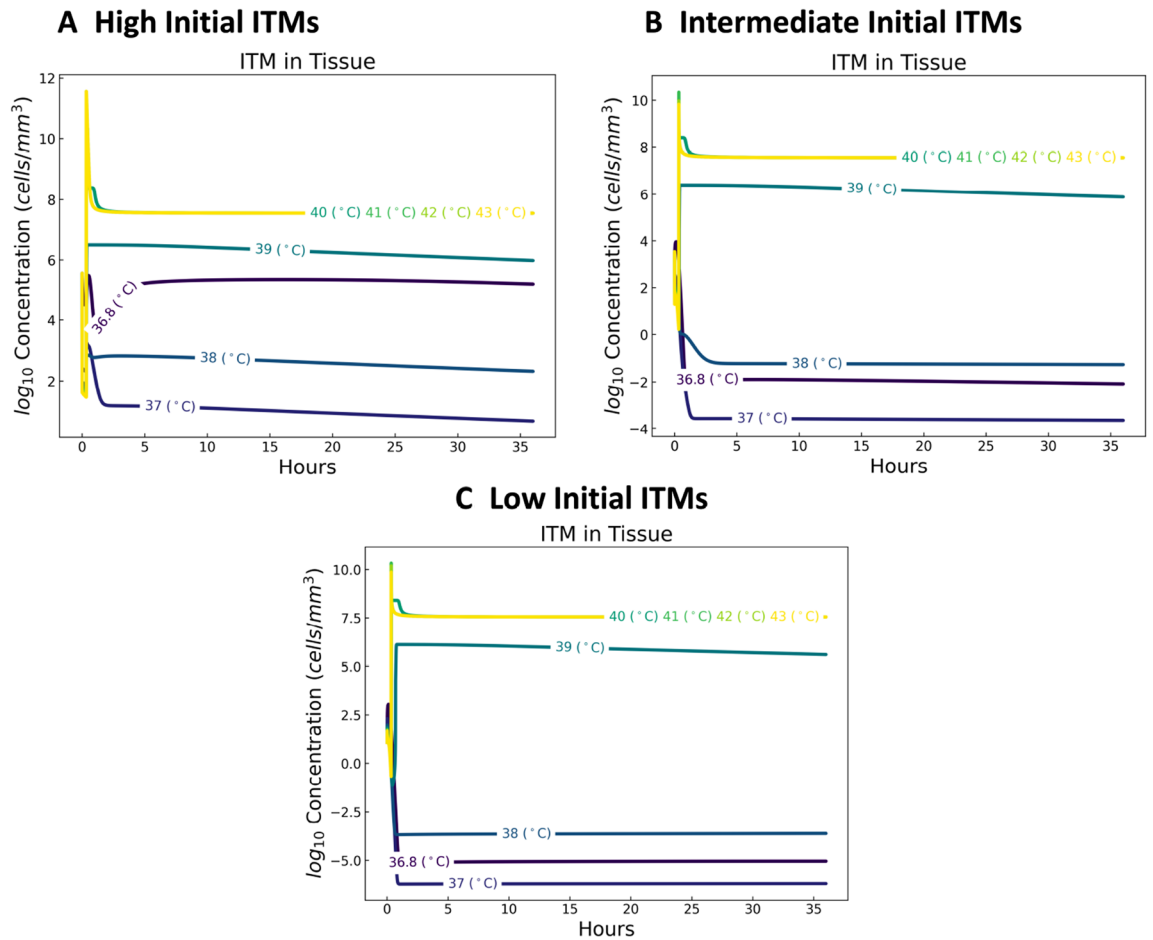 A High Initial ITMs
ITM in Tissue
log10 Concentration (cells/mm³)
12
10
8
6
4
2
40 (°C) 41 (°C) 42 (°C) 43 (°C)
39 (°C)
36.8 (°C)
38 (°C)
37 (°C)
0 5 10 15 20 25 30 35
Hours
B Intermediate Initial ITMs
ITM in Tissue
log10 Concentration (cells/mm³)
10
8
6
4
2
0
−2
−4
40 (°C) 41 (°C) 42 (°C) 43 (°C)
39 (°C)
38 (°C)
36.8 (°C)
37 (°C)
0 5 10 15 20 25 30 35
Hours
C Low Initial ITMs
ITM in Tissue
log10 Concentration (cells/mm³)
10.0
7.5
5.0
2.5
0.0
−2.5
−5.0
40 (°C) 41 (°C) 42 (°C) 43 (°C)
39 (°C)
38 (°C)
36.8 (°C)
37 (°C)
0 5 10 15 20 25 30 35
Hours